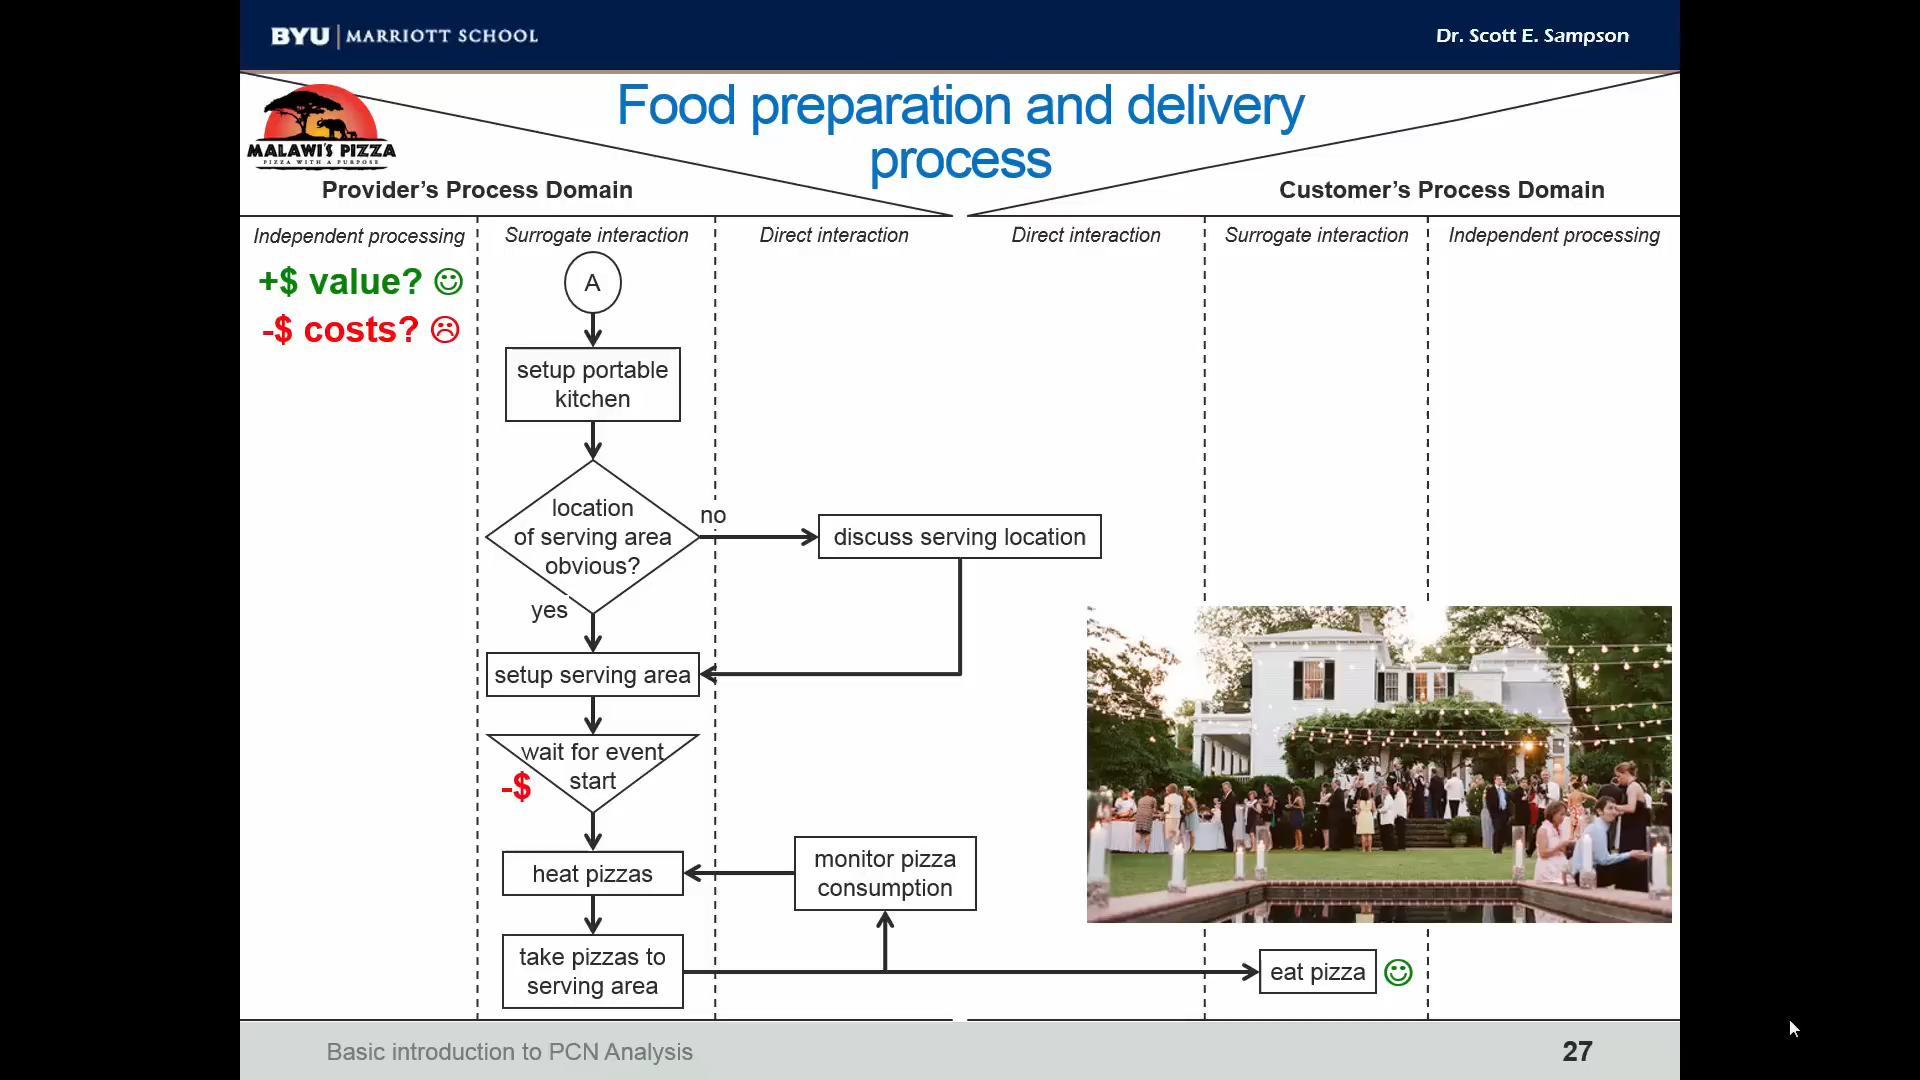 BYU | MARRIOTT SCHOOL
Dr. Scott E. Sampson
MALAWI'S PIZZA
PIZZA WITH A PURPOSE
Food preparation and delivery
process
Provider's Process Domain
Customer's Process Domain
Independent processing
Surrogate interaction
Direct interaction
Direct interaction
Surrogate interaction
Independent processing
+$ value? ☺
-$ costs? ☹
A
setup portable
kitchen
location
of serving area
obvious?
no
discuss serving location
yes
setup serving area
wait for event
start
-$
heat pizzas
monitor pizza
consumption
take pizzas to
serving area
eat pizza ☺
Basic introduction to PCN Analysis
27